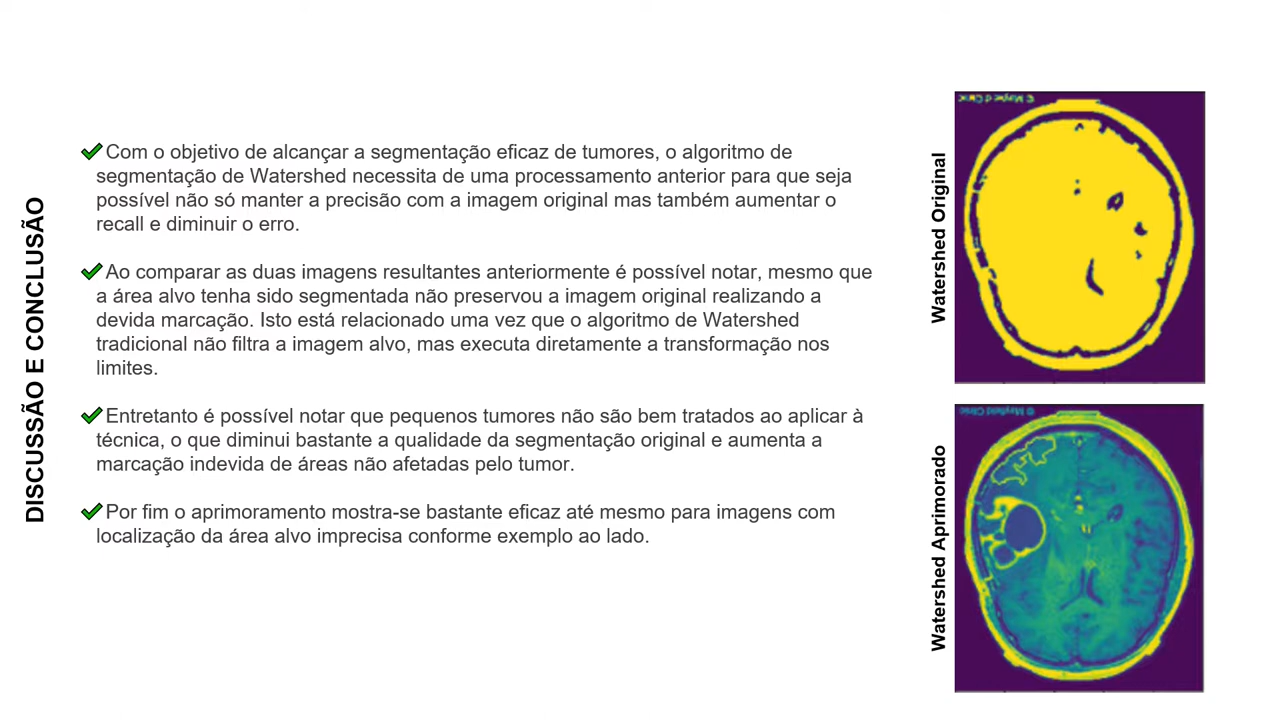 DISCUSSÃO E CONCLUSÃO
Com o objetivo de alcançar a segmentação eficaz de tumores, o algoritmo de
segmentação de Watershed necessita de uma processamento anterior para que seja
possível não só manter a precisão com a imagem original mas também aumentar o
recall e diminuir o erro.
Ao comparar as duas imagens resultantes anteriormente é possível notar, mesmo que
a área alvo tenha sido segmentada não preservou a imagem original realizando a
devida marcação. Isto está relacionado uma vez que o algoritmo de Watershed
tradicional não filtra a imagem alvo, mas executa diretamente a transformação nos
limites.
Entretanto é possível notar que pequenos tumores não são bem tratados ao aplicar à
técnica, o que diminui bastante a qualidade da segmentação original e aumenta a
marcação indevida de áreas não afetadas pelo tumor.
Por fim o aprimoramento mostra-se bastante eficaz até mesmo para imagens com
localização da área alvo imprecisa conforme exemplo ao lado.
Watershed Original
Watershed Aprimorado
© Mayfield Clinic